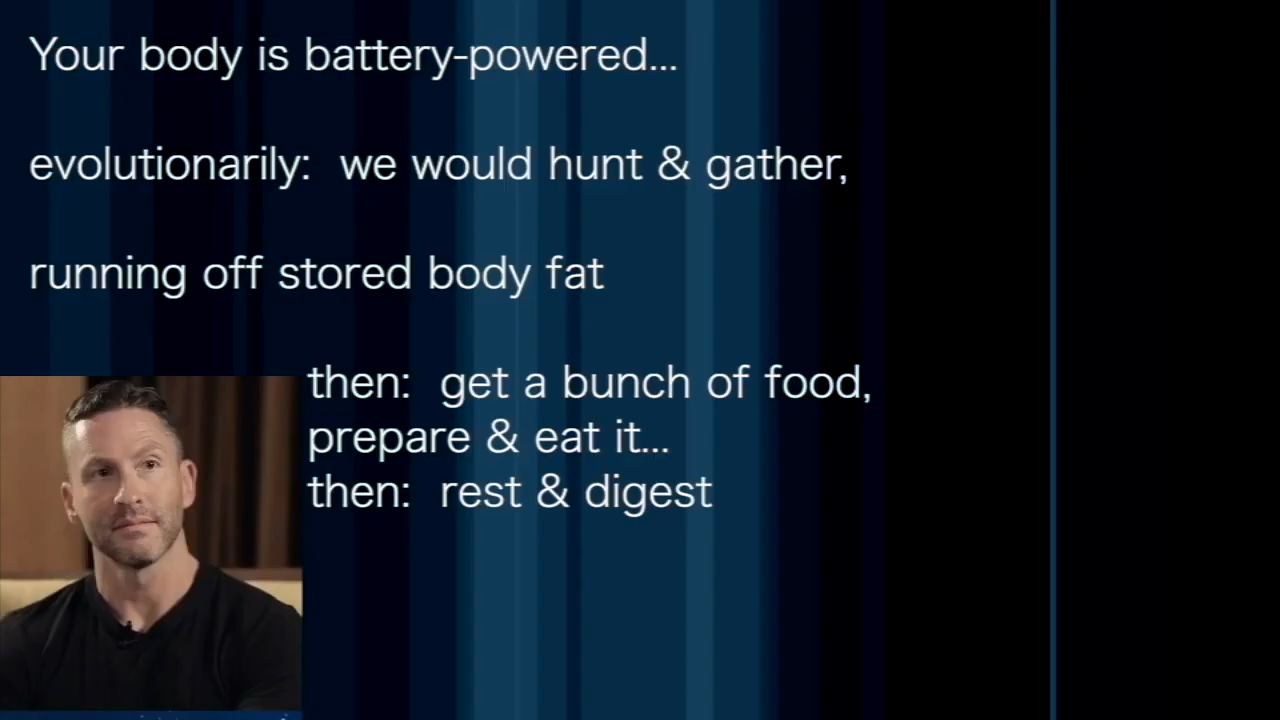 Your body is battery-powered...
evolutionarily: we would hunt & gather,
running off stored body fat
then: get a bunch of food,
prepare & eat it...
then: rest & digest